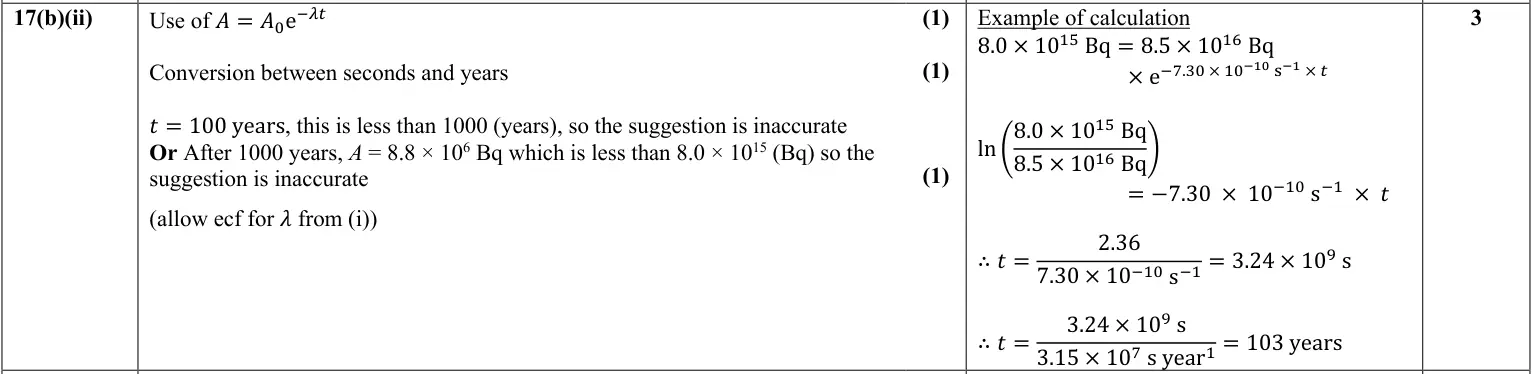 17(b)(ii)
Use of A = A₀e^−λt (1)
Conversion between seconds and years (1)
t = 100 years, this is less than 1000 (years), so the suggestion is inaccurate
Or After 1000 years, A = 8.8 × 10⁶ Bq which is less than 8.0 × 10¹⁵ (Bq) so the
suggestion is inaccurate (1)
(allow ecf for λ from (i))
Example of calculation
8.0 × 10¹⁵ Bq = 8.5 × 10¹⁶ Bq
× e^−7.30 × 10⁻¹⁰ s⁻¹ × t
ln (8.0 × 10¹⁵ Bq / 8.5 × 10¹⁶ Bq)
= −7.30 × 10⁻¹⁰ s⁻¹ × t
∴ t = 2.36 / 7.30 × 10⁻¹⁰ s⁻¹ = 3.24 × 10⁹ s
∴ t = 3.24 × 10⁹ s / 3.15 × 10⁷ s year¹ = 103 years
3